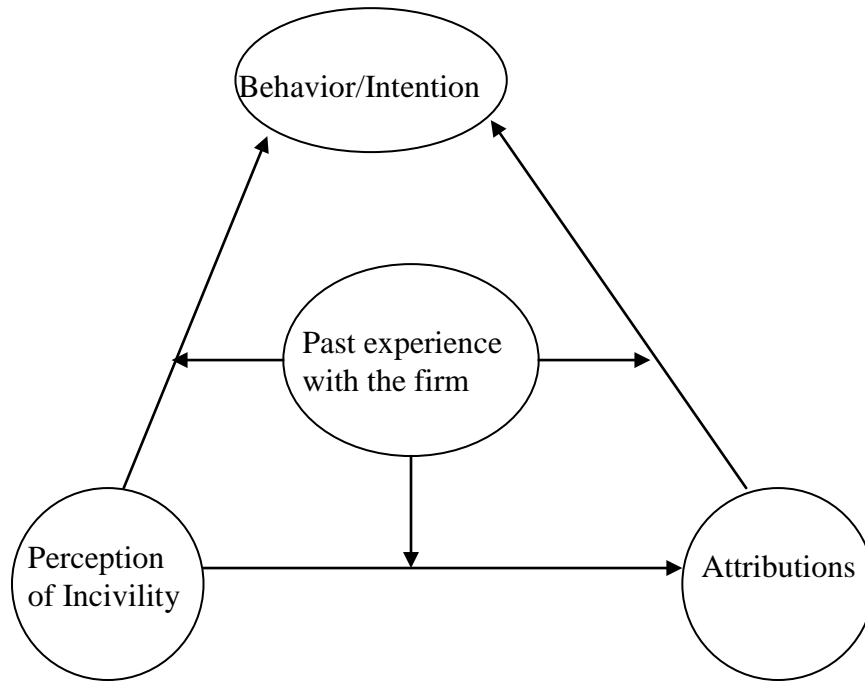 Behavior/Intention
Past experience
with the firm
Perception
of Incivility
Attributions